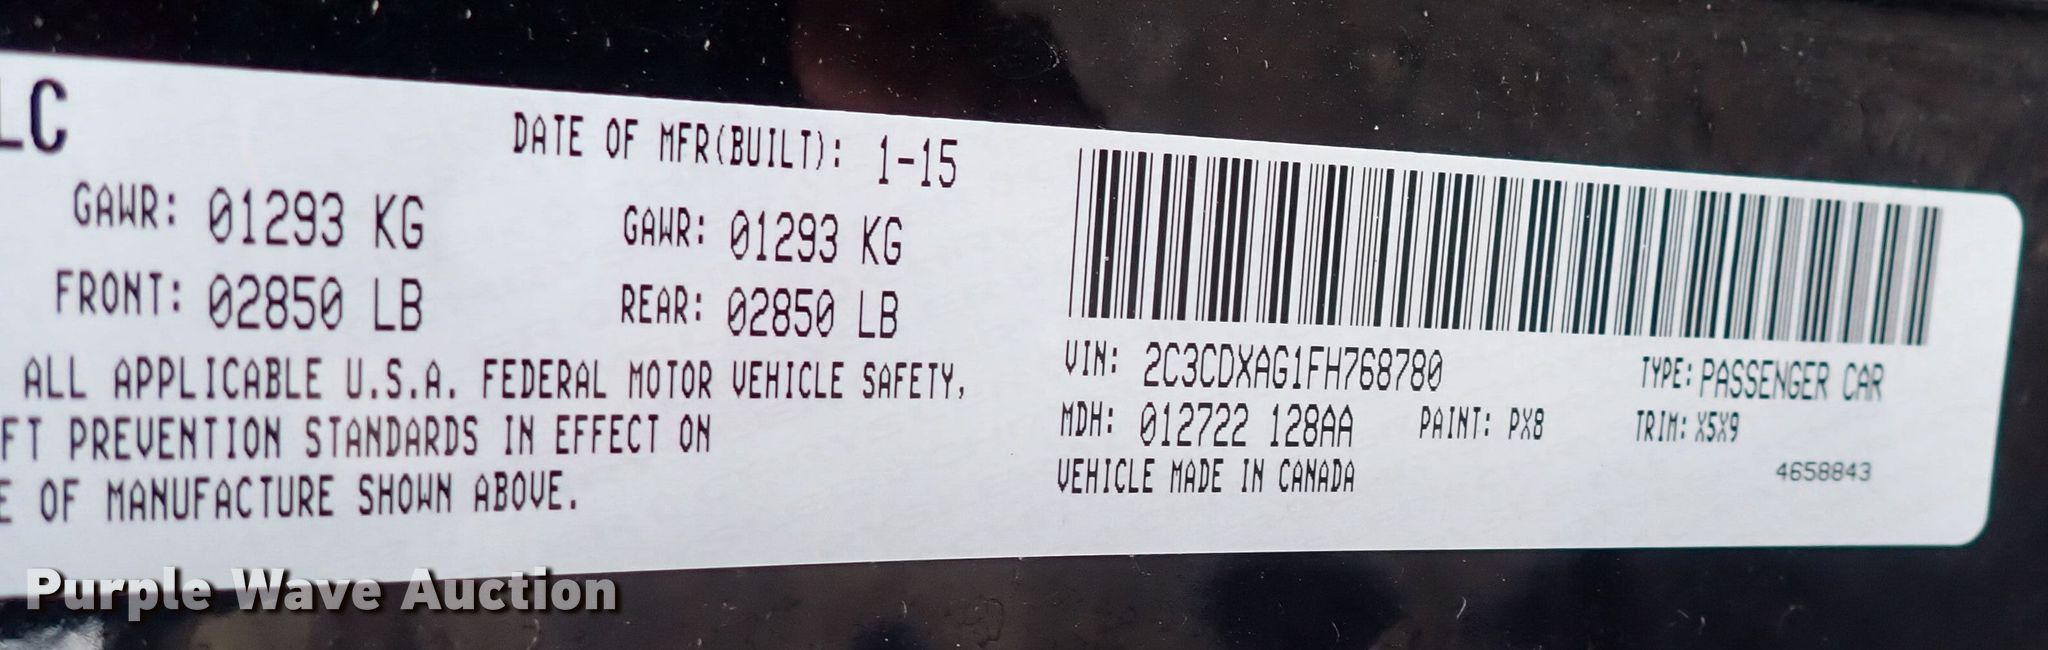 LC
DATE OF MFR(BUILT): 1-15
GAWR: 01293 KG GAWR: 01293 KG
FRONT: 02850 LB REAR: 02850 LB
ALL APPLICABLE U.S.A. FEDERAL MOTOR VEHICLE SAFETY,
FT PREVENTION STANDARDS IN EFFECT ON
E OF MANUFACTURE SHOWN ABOVE.
VIN: 2C3CDXAG1FH768780 TYPE: PASSENGER CAR
MDH: 012722 128AA PAINT: PX8 TRIM: X5X9
VEHICLE MADE IN CANADA 4658843
Purple Wave Auction